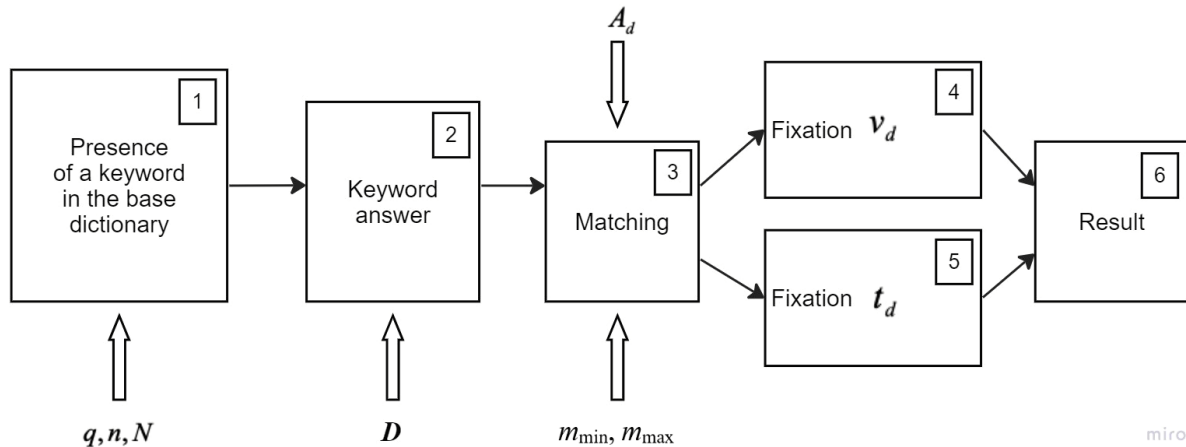 A_d
1
Presence
of a keyword
in the base
dictionary
2
Keyword
answer
3
Matching
4
Fixation v_d
5
Fixation t_d
6
Result
q, n, N
D
m_min, m_max
miro